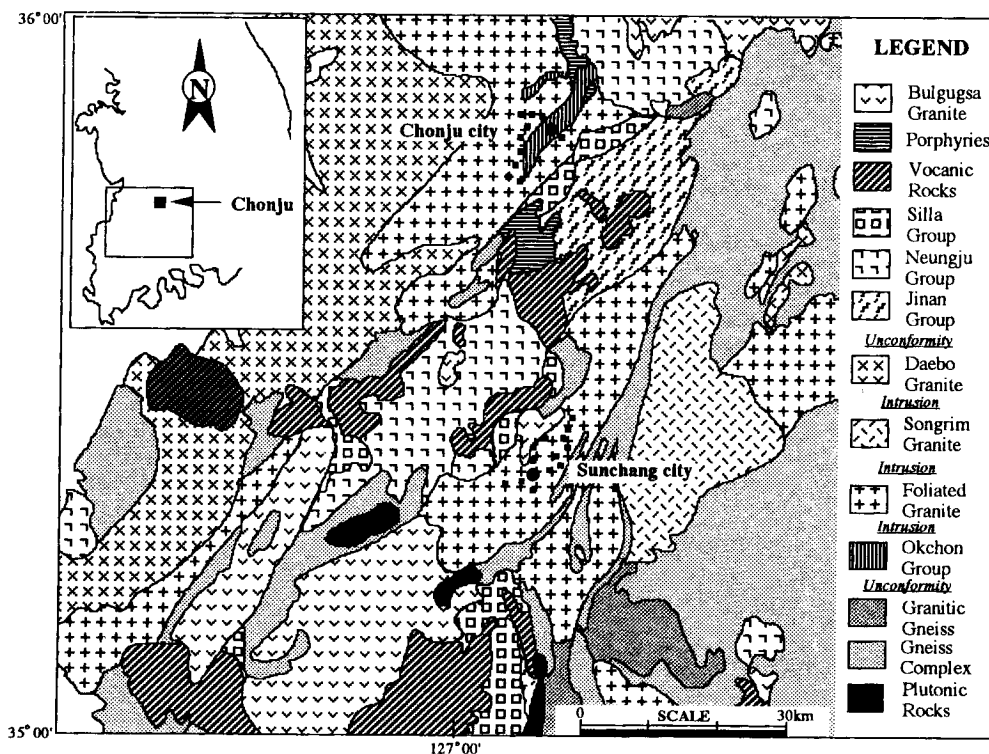 36° 00'
N
Chonju
Chonju city
Sunchang city
35° 00'
127° 00'
0 SCALE 30km
LEGEND
Bulgugsa
Granite
Porphyries
Vocanic
Rocks
Silla
Group
Neungju
Group
Jinan
Group
Unconformity
Daebo
Granite
Intrusion
Songrim
Granite
Intrusion
Foliated
Granite
Intrusion
Okchon
Group
Unconformity
Granitic
Gneiss
Gneiss
Complex
Plutonic
Rocks